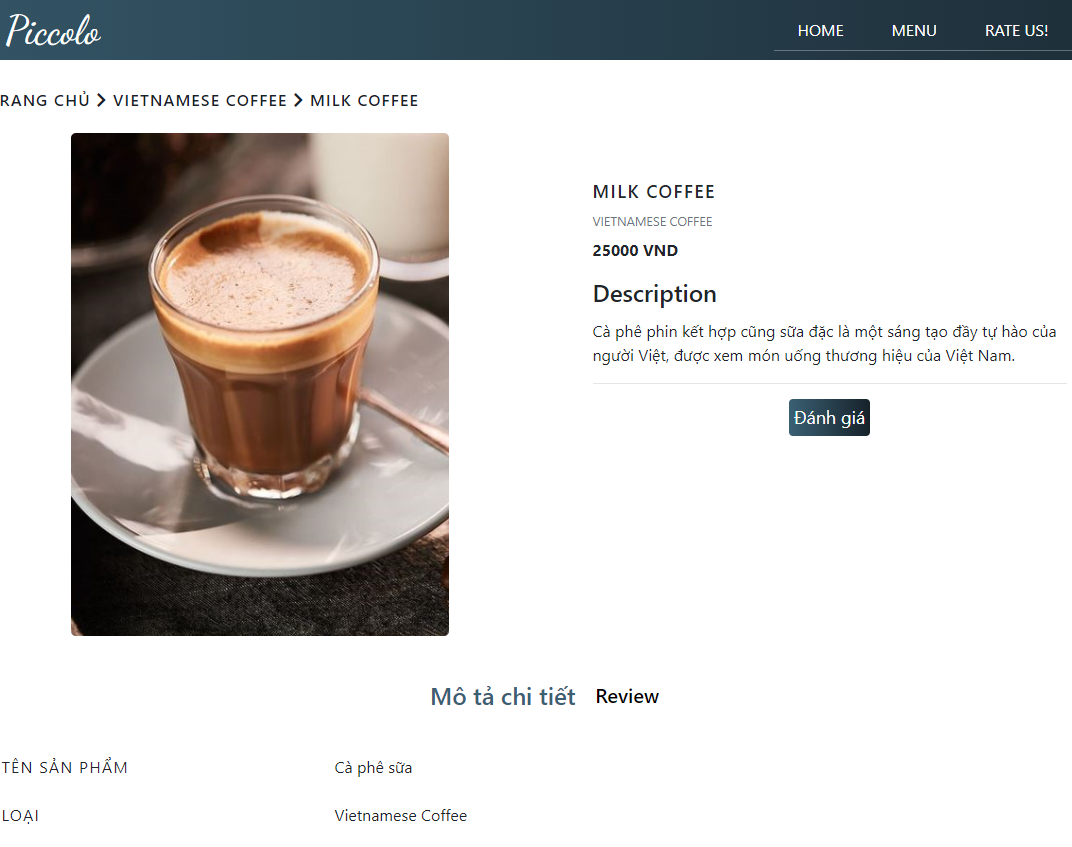 Piccolo
HOME MENU RATE US!
RANG CHỦ > VIETNAMESE COFFEE > MILK COFFEE
MILK COFFEE
VIETNAMESE COFFEE
25000 VND
Description
Cà phê phin kết hợp cũng sữa đặc là một sáng tạo đầy tự hào của
người Việt, được xem món uống thương hiệu của Việt Nam.
Đánh giá
Mô tả chi tiết Review
TÊN SẢN PHẨM Cà phê sữa
LOẠI Vietnamese Coffee